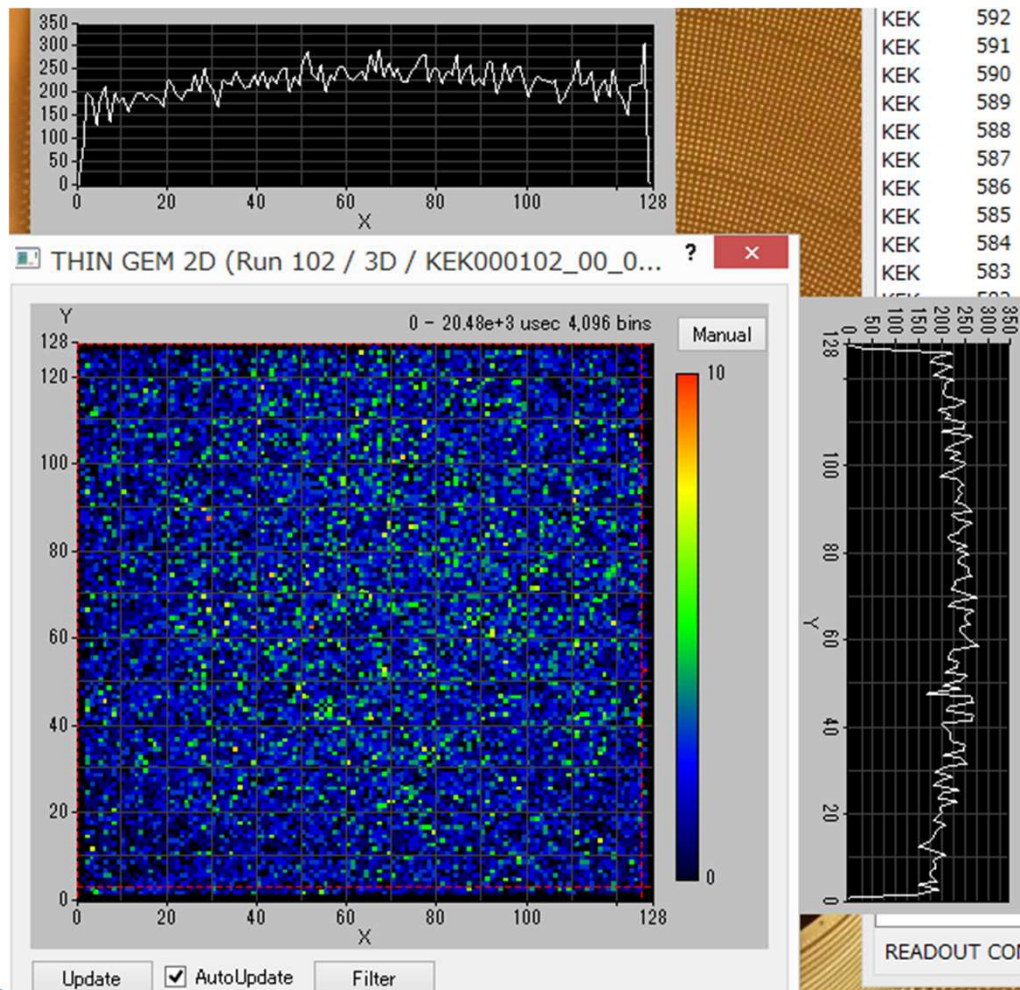 350
300
250
200
150
100
50
0
0 20 40 60 80 100 128
X
KEK 592
KEK 591
KEK 590
KEK 589
KEK 588
KEK 587
KEK 586
KEK 585
KEK 584
KEK 583
THIN GEM 2D (Run 102 / 3D / KEK000102_00_0... ? ×
Y
0 - 20.48e+3 usec 4,096 bins
Manual
128
120
100
80
60
40
20
0
0 20 40 60 80 100 128
X
10
0
0 50 100 150 200 250 300 350
128
100
80
60
40
20
0
Y
Update AutoUpdate Filter
READOUT CON